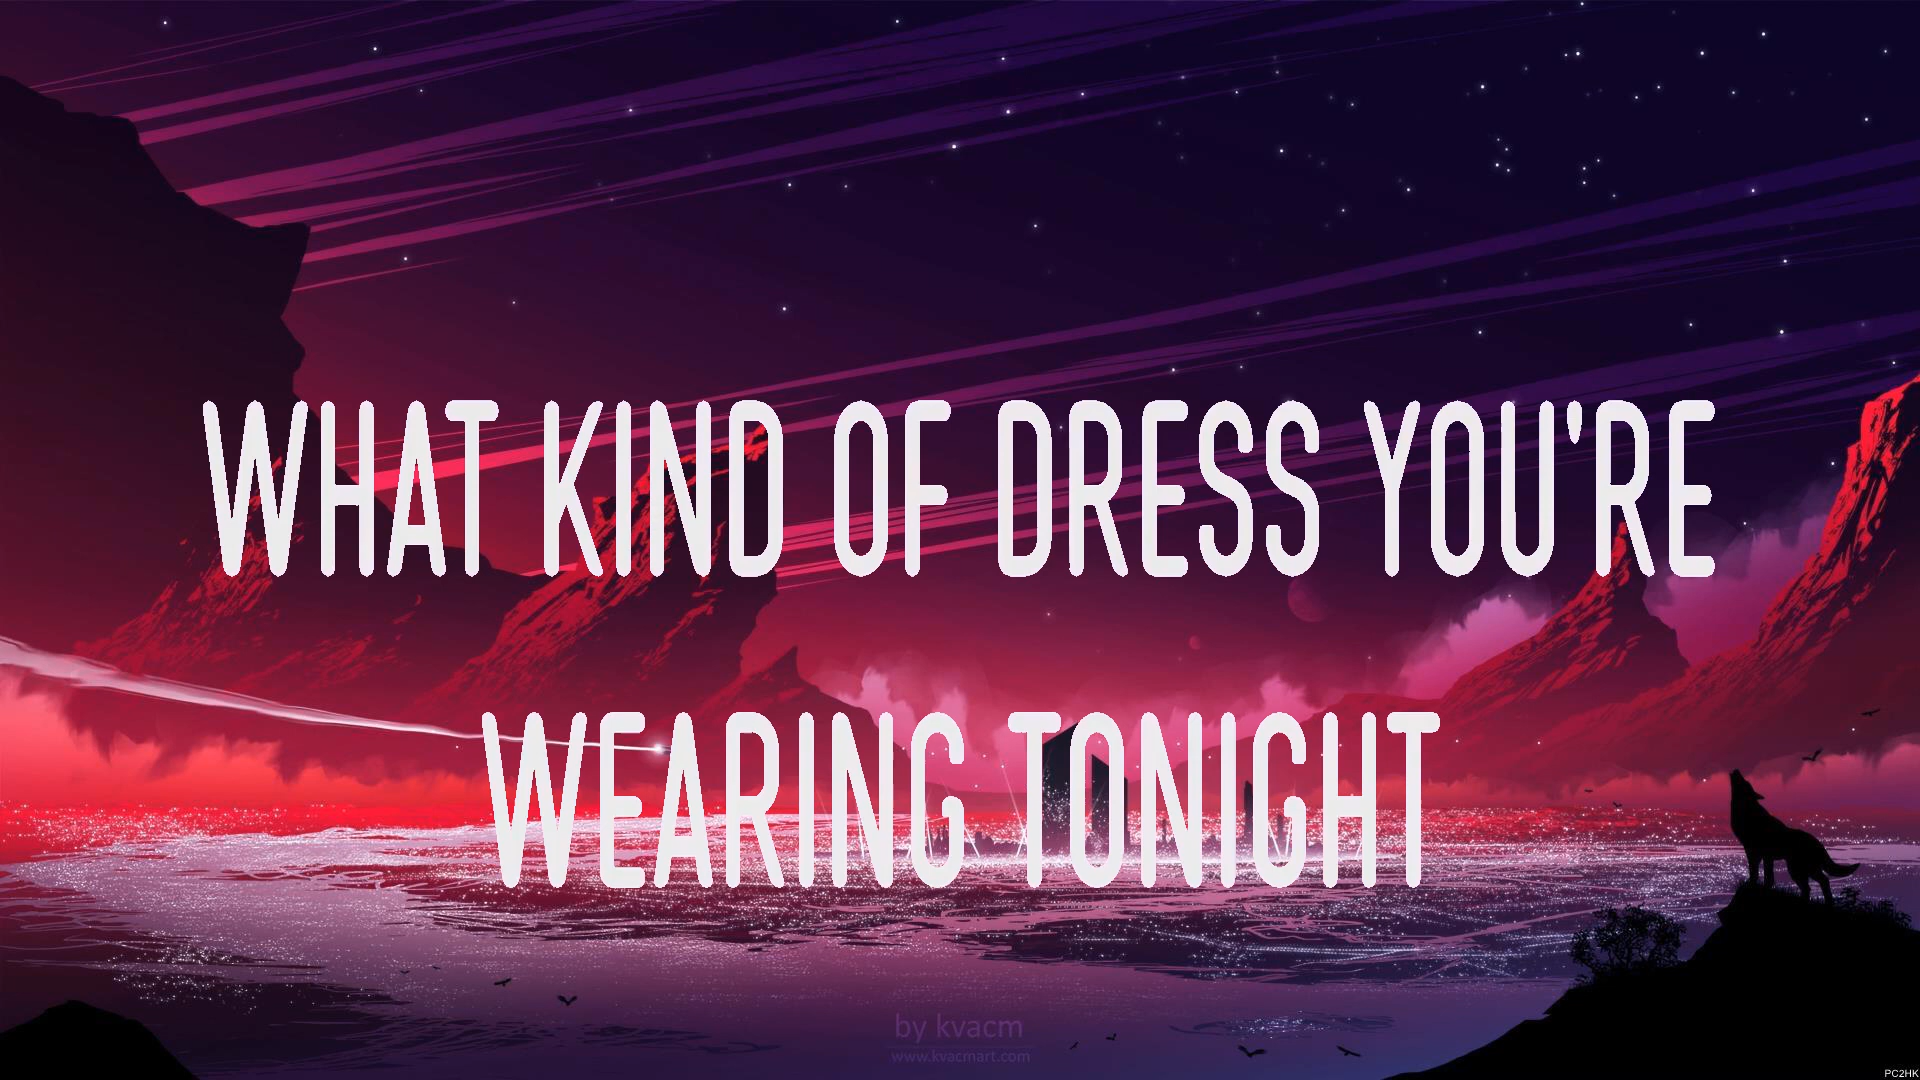 WHAT KIND OF DRESS YOU'RE
WEARING TONIGHT
by kvacm
www.kvacmart.com
PC2HK